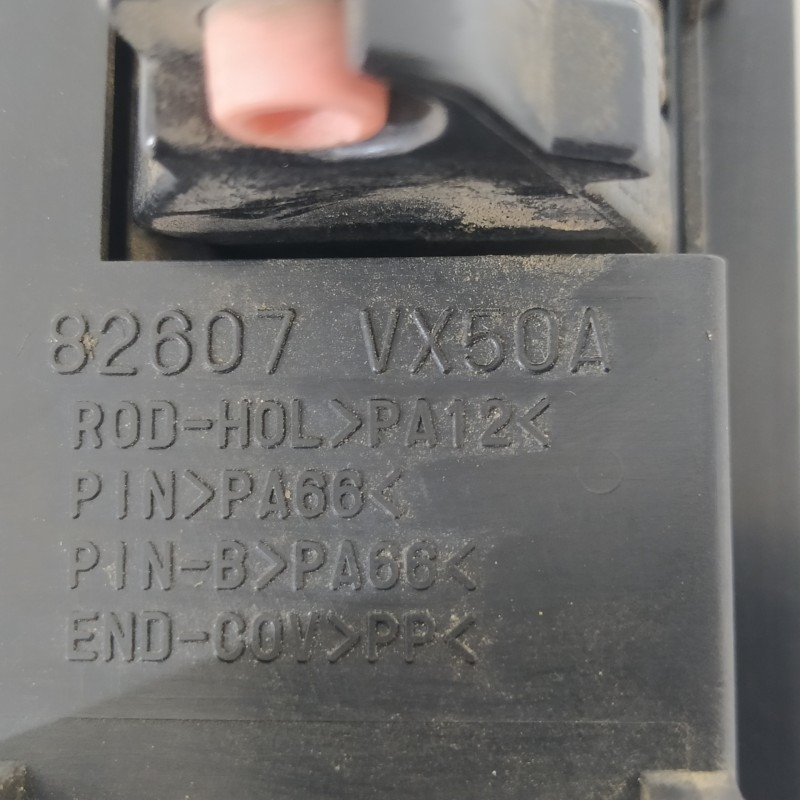 82607 VX50A
ROD-HOL>PA12<
PIN>PA66<
PIN-B>PA66<
END-COV>PP<